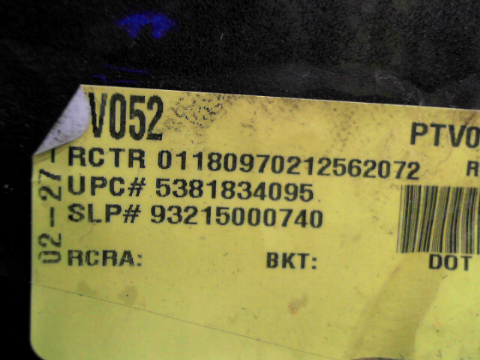 V052
PTV0
RCTR 01180970212562072 R
UPC# 5381834095
SLP# 93215000740
RCRA: BKT: DOT
02-27-